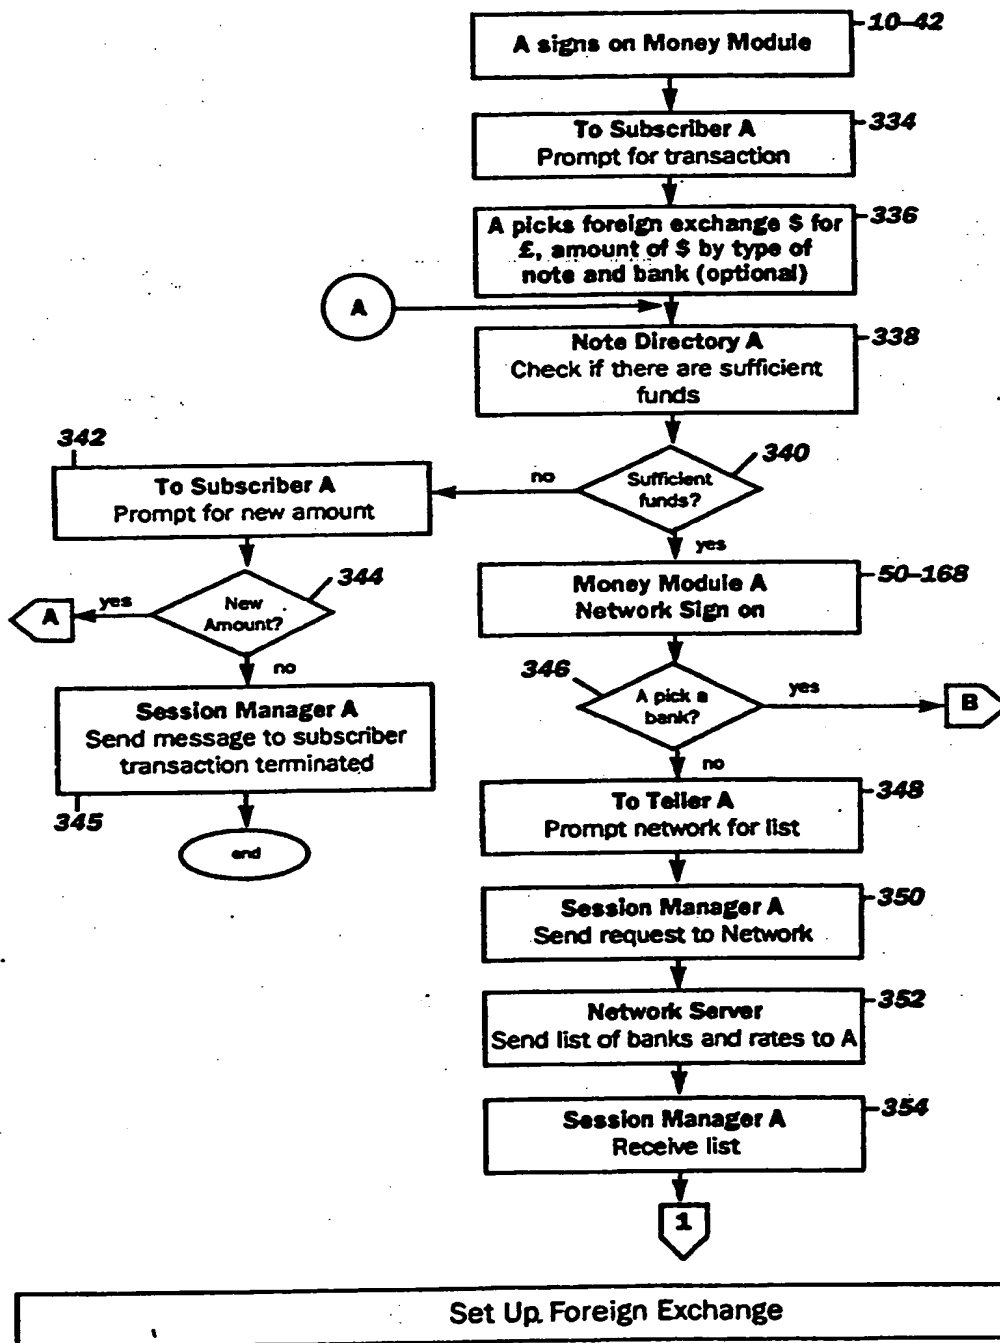 A signs on Money Module
10–42
To Subscriber A
Prompt for transaction
334
A picks foreign exchange $ for
£, amount of $ by type of
note and bank (optional)
336
A
Note Directory A
Check if there are sufficient
funds
338
Sufficient
funds?
340
no
yes
342
To Subscriber A
Prompt for new amount
New
Amount?
344
yes
A
no
Session Manager A
Send message to subscriber
transaction terminated
345
end
Money Module A
Network Sign on
50–168
A pick a
bank?
346
yes
B
no
To Teller A
Prompt network for list
348
Session Manager A
Send request to Network
350
Network Server
Send list of banks and rates to A
352
Session Manager A
Receive list
354
1
Set Up Foreign Exchange